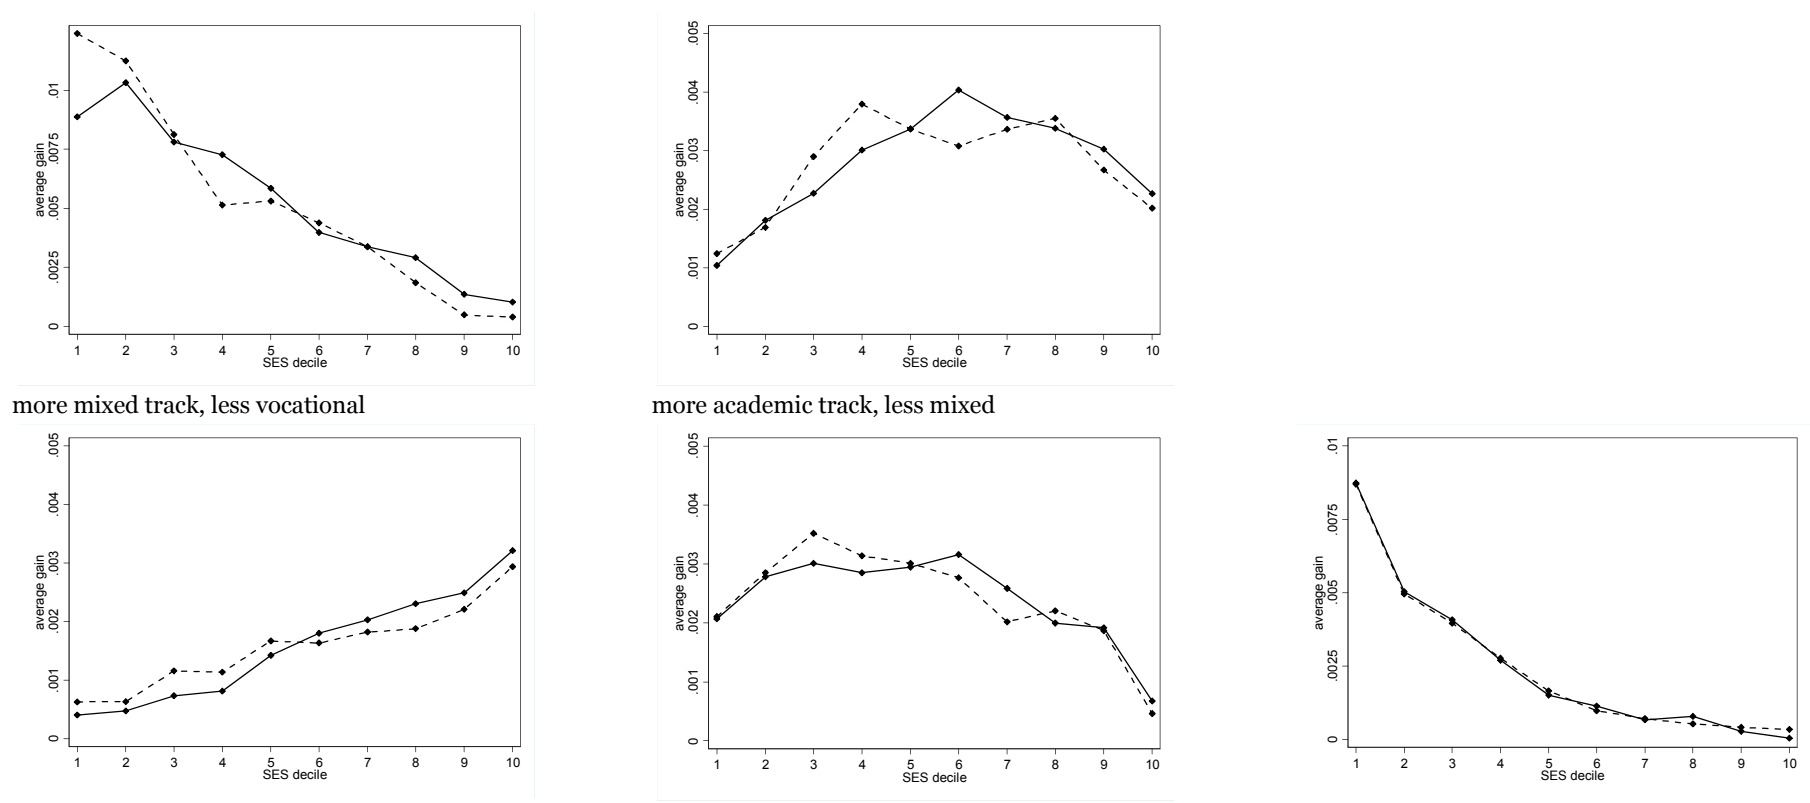 average gain
0 .0025 .005 .0075 .01
1 2 3 4 5 6 7 8 9 10
SES decile
average gain
0 .001 .002 .003 .004 .005
1 2 3 4 5 6 7 8 9 10
SES decile
more mixed track, less vocational
more academic track, less mixed
average gain
0 .001 .002 .003 .004 .005
1 2 3 4 5 6 7 8 9 10
SES decile
average gain
0 .001 .002 .003 .004 .005
1 2 3 4 5 6 7 8 9 10
SES decile
average gain
0 .0025 .005 .0075 .01
1 2 3 4 5 6 7 8 9 10
SES decile